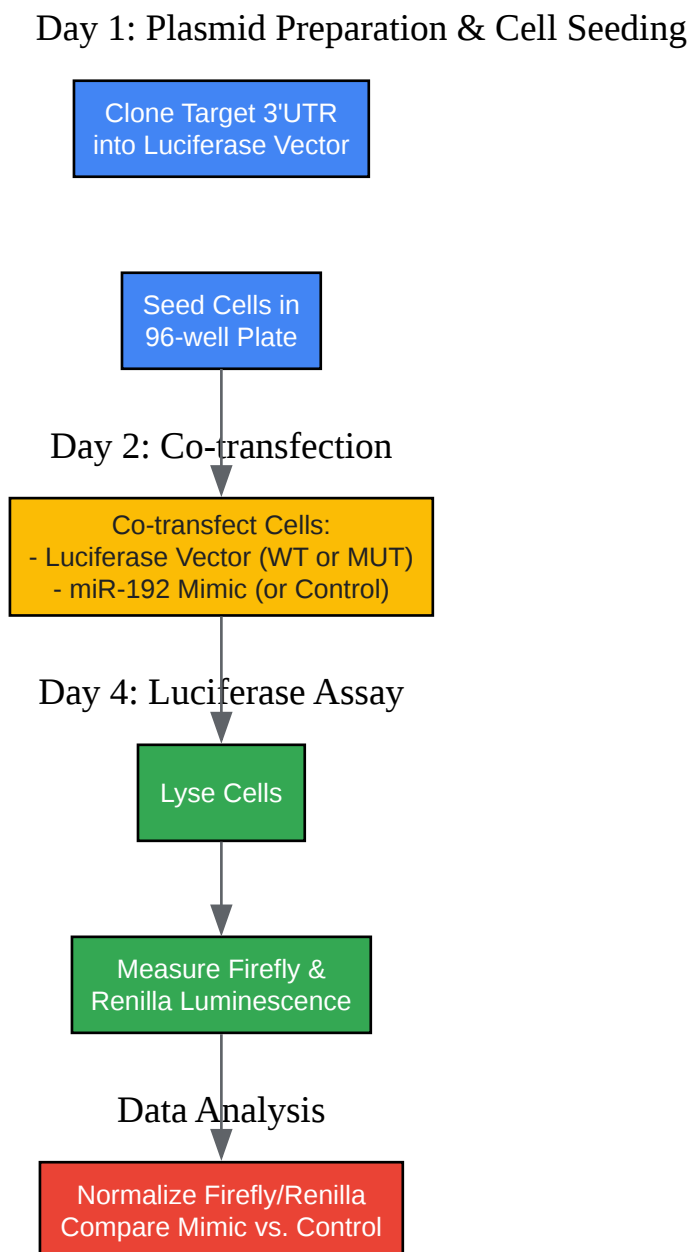 Day 1: Plasmid Preparation & Cell Seeding
Clone Target 3'UTR
into Luciferase Vector
Seed Cells in
96-well Plate
Day 2: Co-transfection
Co-transfect Cells:
- Luciferase Vector (WT or MUT)
- miR-192 Mimic (or Control)
Day 4: Luciferase Assay
Lyse Cells
Measure Firefly &
Renilla Luminescence
Data Analysis
Normalize Firefly/Renilla
Compare Mimic vs. Control